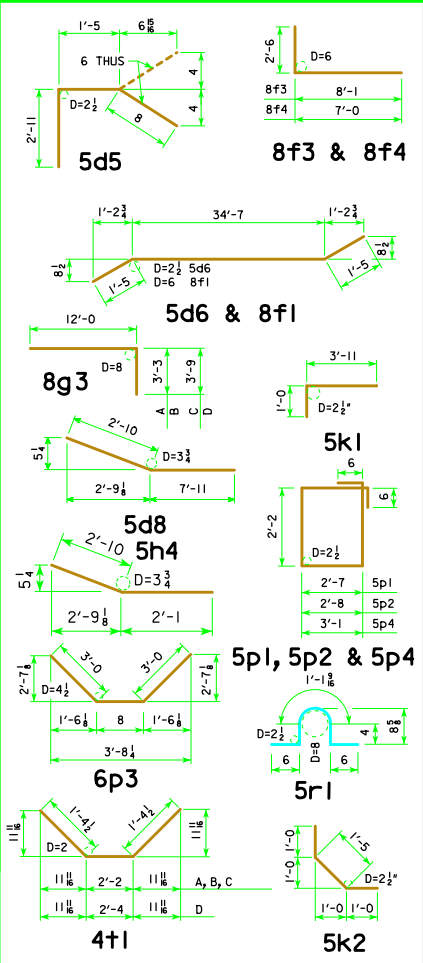 1'-5 6 15/16
6 THUS
4
4
D=2 1/2
8
2'-11
5d5
2'-6
D=6
8f3 8'-1
8f4 7'-0
8f3 & 8f4
1'-2 3/4 34'-7 1'-2 3/4
8 1/2
D=2 1/2 5d6
D=6 8f1
1'-5
8 1/2
1'-5
5d6 & 8f1
12'-0
D=8
3'-3
3'-9
A B C D
8g3
3'-11
1'-0
D=2 1/2"
5k1
2'-10
5 1/4
D=3 3/4
2'-9 1/8 7'-11
5d8
5h4
2'-10
5 1/4
D=3 3/4
2'-9 1/8 2'-1
6
6
2'-2
D=2 1/2
2'-7 5p1
2'-8 5p2
3'-1 5p4
5p1, 5p2 & 5p4
3'-0 3'-0
2'-7 1/8
D=4 1/2
2'-7 1/8
1'-6 1/8 8 1'-6 1/8
3'-8 1/4
6p3
1'-1 9/16
D=2 1/2
D=8
4
8 5/8
6 6
5r1
1'-4 1/2 1'-4 1/2
11 11/16
D=2
11 11/16
11 11/16 2'-2 11 11/16 A, B, C
11 11/16 2'-4 11 11/16 D
4t1
1'-0
1'-0
1'-5
D=2 1/2"
1'-0 1'-0
5k2